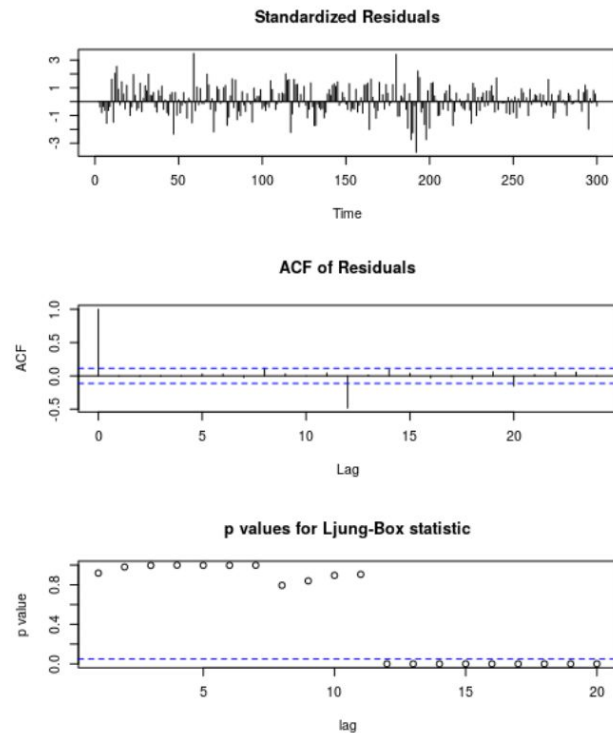 Standardized Residuals
3
1
-1
-3
0 50 100 150 200 250 300
Time
ACF of Residuals
ACF
1.0
0.5
0.0
-0.5
0 5 10 15 20
Lag
p values for Ljung-Box statistic
p value
0.8
0.4
0.0
5 10 15 20
lag